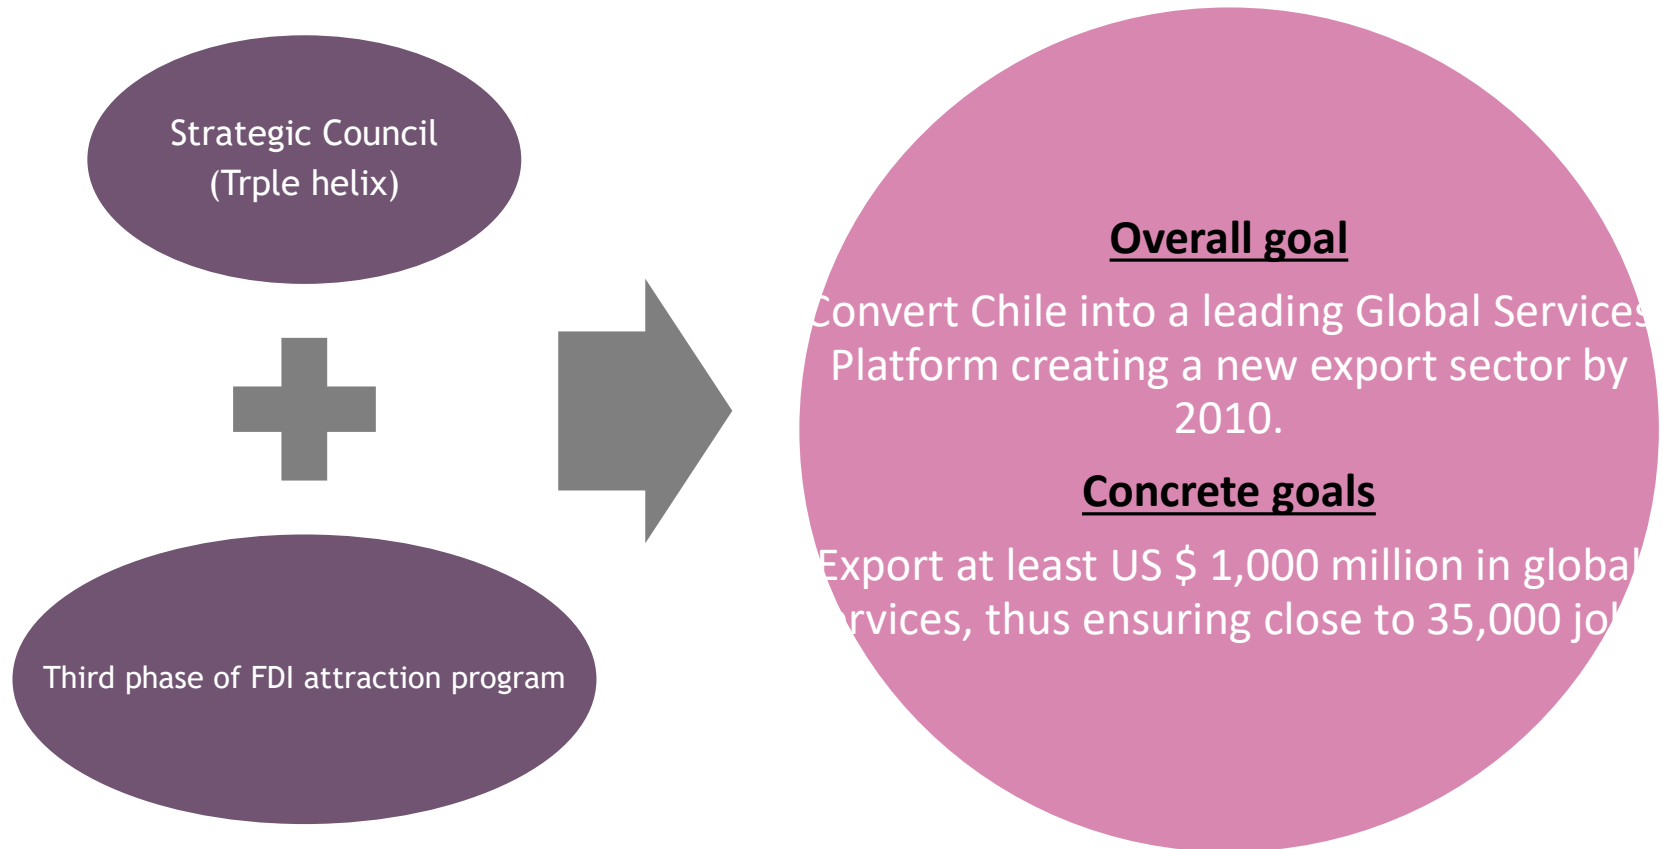 Strategic Council
(Trple helix)
Third phase of FDI attraction program
Overall goal
Convert Chile into a leading Global Services
Platform creating a new export sector by
2010.
Concrete goals
Export at least US $ 1,000 million in global
rvices, thus ensuring close to 35,000 jo